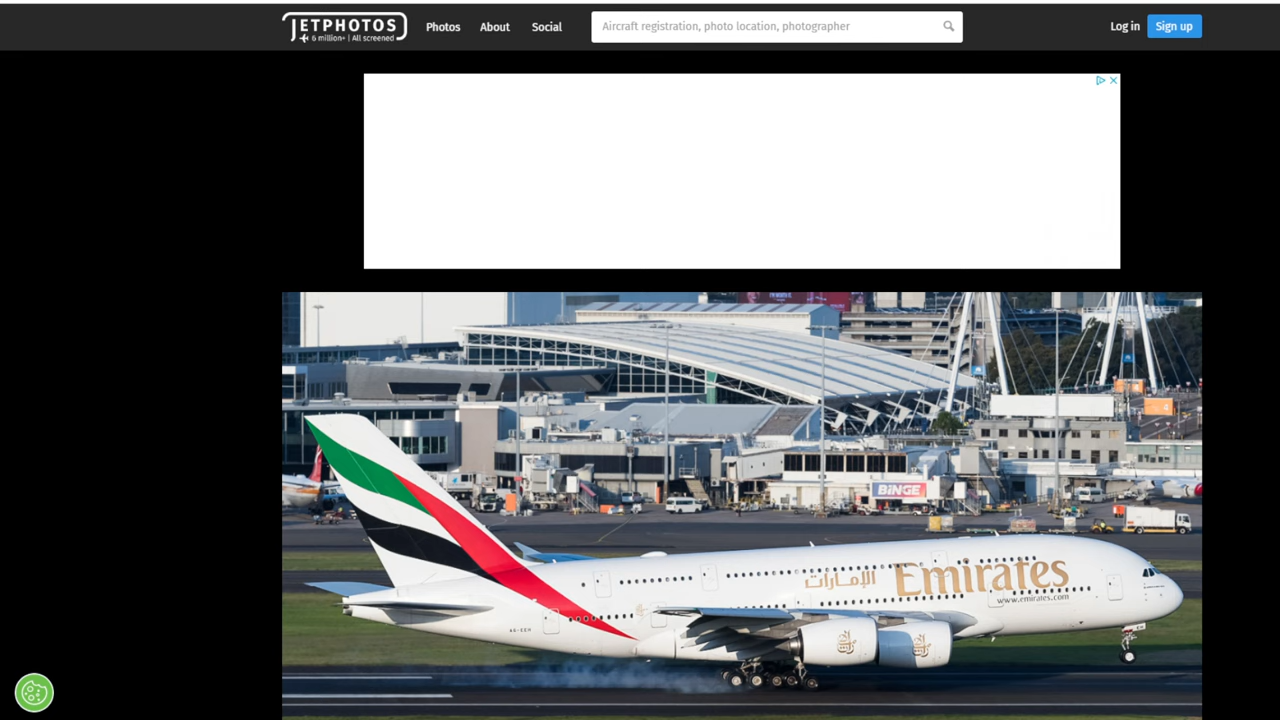 JETPHOTOS
6 million+ | All screened
Photos
About
Social
Aircraft registration, photo location, photographer
Log in
Sign up
BINGE
4
الإمارات
Emirates
www.emirates.com